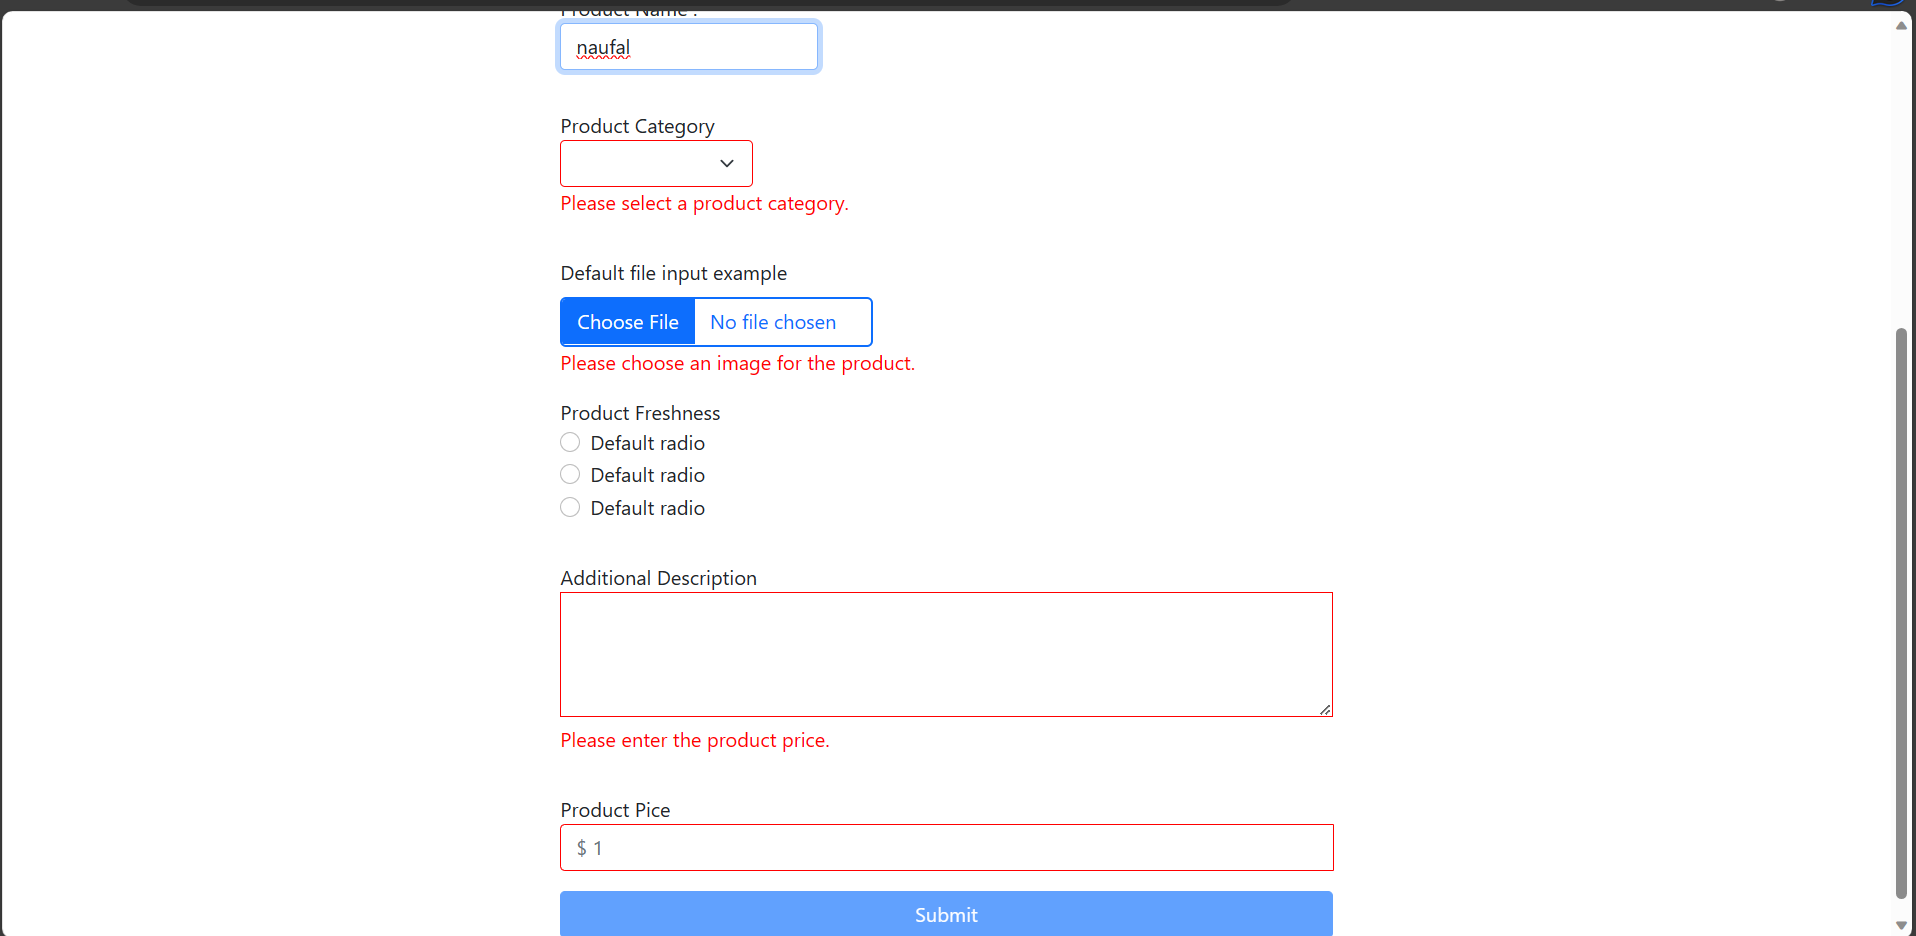 Product Name :
naufal
Product Category
Please select a product category.
Default file input example
Choose File No file chosen
Please choose an image for the product.
Product Freshness
Default radio
Default radio
Default radio
Additional Description
Please enter the product price.
Product Pice
$ 1
Submit